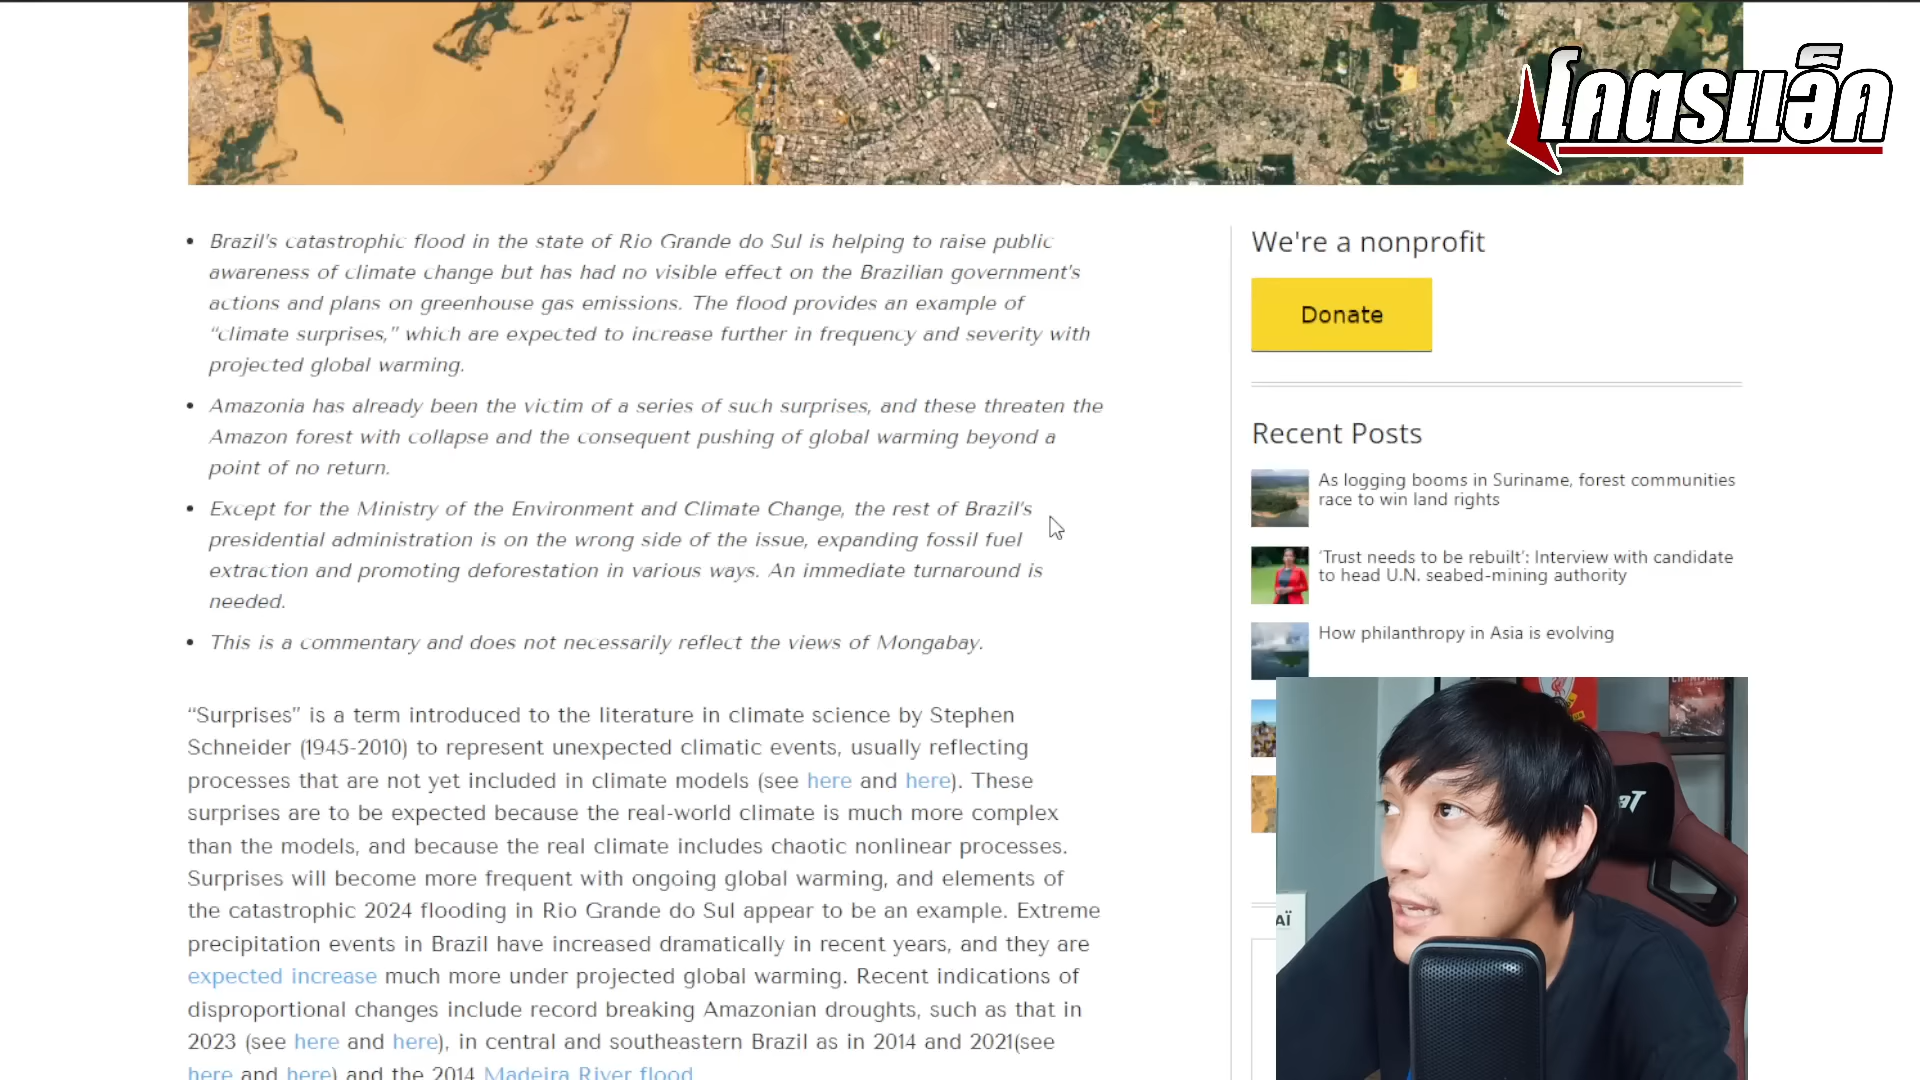 โคตรแอ็ค
Brazil's catastrophic flood in the state of Rio Grande do Sul is helping to raise public
awareness of climate change but has had no visible effect on the Brazilian government's
actions and plans on greenhouse gas emissions. The flood provides an example of
“climate surprises,” which are expected to increase further in frequency and severity with
projected global warming.
Amazonia has already been the victim of a series of such surprises, and these threaten the
Amazon forest with collapse and the consequent pushing of global warming beyond a
point of no return.
Except for the Ministry of the Environment and Climate Change, the rest of Brazil's
presidential administration is on the wrong side of the issue, expanding fossil fuel
extraction and promoting deforestation in various ways. An immediate turnaround is
needed.
This is a commentary and does not necessarily reflect the views of Mongabay.
“Surprises” is a term introduced to the literature in climate science by Stephen
Schneider (1945-2010) to represent unexpected climatic events, usually reflecting
processes that are not yet included in climate models (see here and here). These
surprises are to be expected because the real-world climate is much more complex
than the models, and because the real climate includes chaotic nonlinear processes.
Surprises will become more frequent with ongoing global warming, and elements of
the catastrophic 2024 flooding in Rio Grande do Sul appear to be an example. Extreme
precipitation events in Brazil have increased dramatically in recent years, and they are
expected increase much more under projected global warming. Recent indications of
disproportional changes include record breaking Amazonian droughts, such as that in
2023 (see here and here), in central and southeastern Brazil as in 2014 and 2021(see
here and here) and the 2014 Madeira River flood
We're a nonprofit
Donate
Recent Posts
As logging booms in Suriname, forest communities
race to win land rights
‘Trust needs to be rebuilt’: Interview with candidate
to head U.N. seabed-mining authority
How philanthropy in Asia is evolving